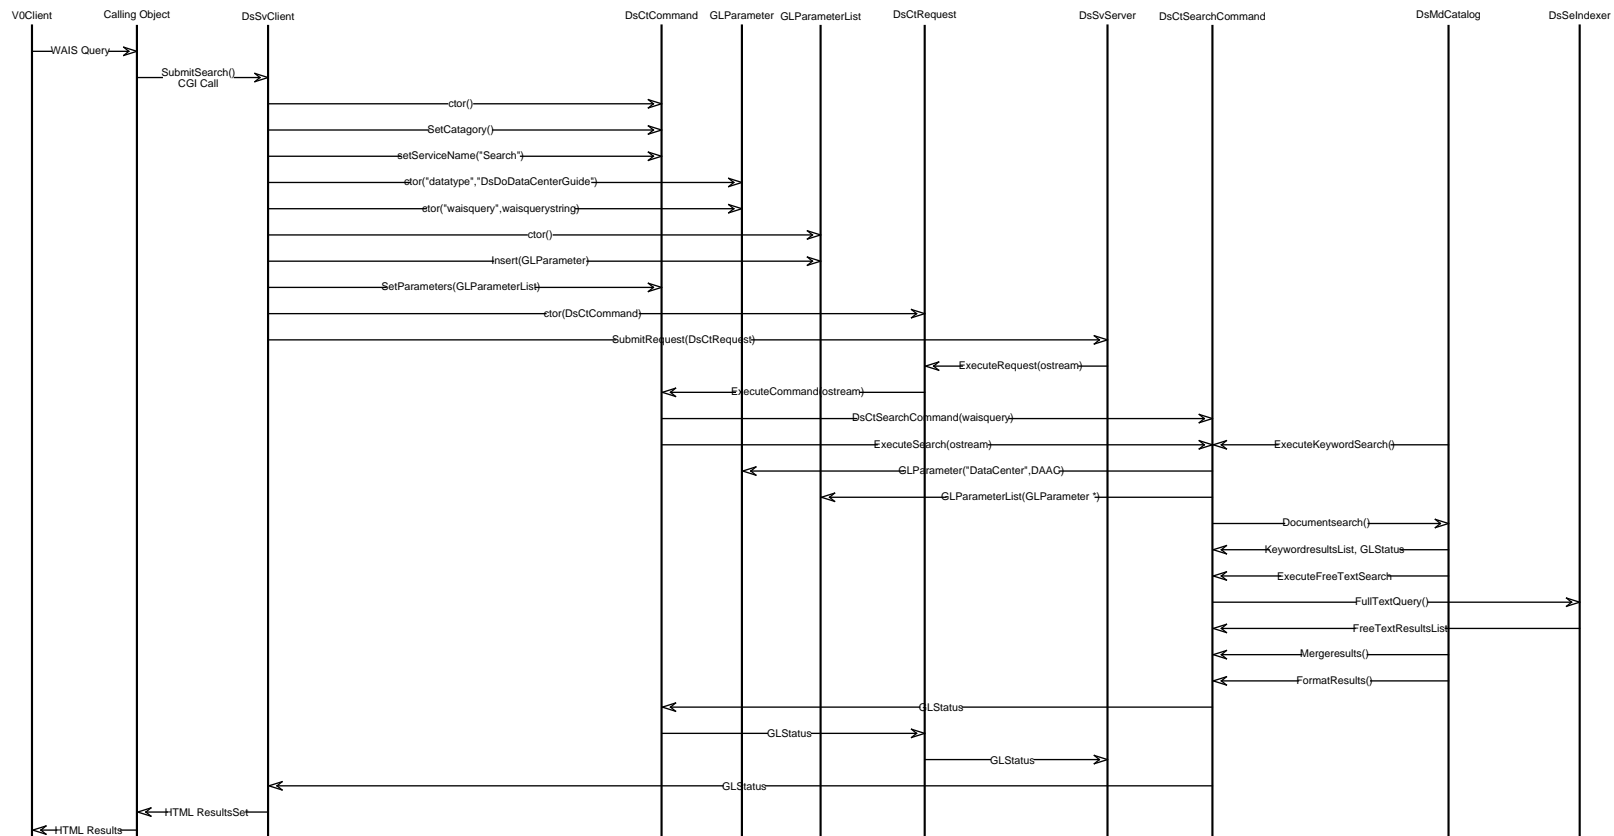 V0Client
Calling Object
DsSvClient
DsCtCommand
GLParameter
GLParameterList
DsCtRequest
DsSvServer
DsCtSearchCommand
DsMdCatalog
DsSeIndexer
WAIS Query
SubmitSearch()
CGI Call
ctor()
SetCatagory()
setServiceName("Search")
ctor("datatype","DsDoDataCenterGuide")
ctor("waisquery",waisquerystring)
ctor()
Insert(GLParameter)
SetParameters(GLParameterList)
ctor(DsCtCommand)
SubmitRequest(DsCtRequest)
ExecuteRequest(ostream)
ExecuteCommand(ostream)
DsCtSearchCommand(waisquery)
ExecuteSearch(ostream)
ExecuteKeywordSearch()
GLParameter("DataCenter",DAAC)
GLParameterList(GLParameter *)
Documentsearch()
KeywordresultsList, GLStatus
ExecuteFreeTextSearch
FullTextQuery()
FreeTextResultsList
Mergeresults()
FormatResults()
GLStatus
GLStatus
GLStatus
GLStatus
HTML ResultsSet
HTML Results